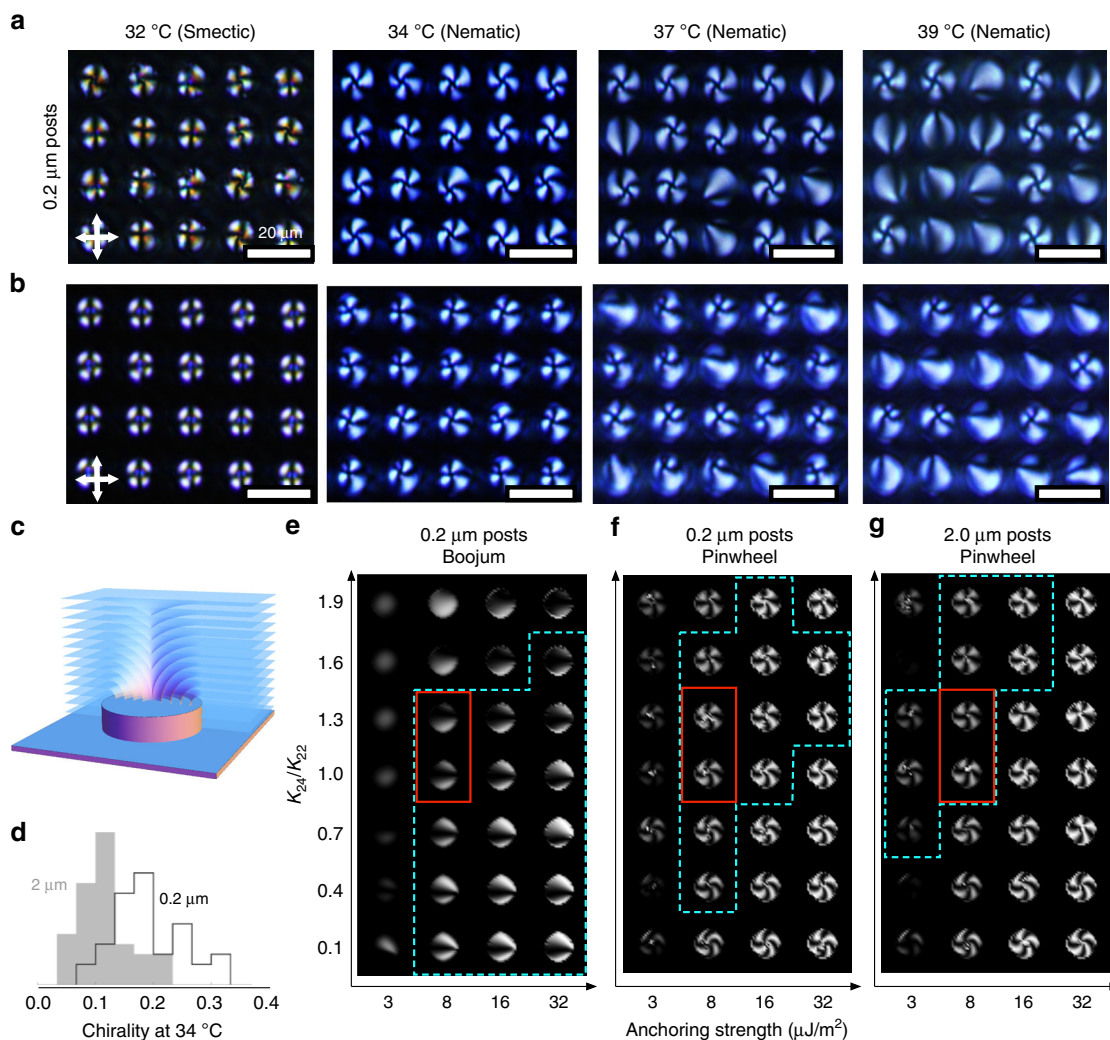 a
32 °C (Smectic)
34 °C (Nematic)
37 °C (Nematic)
39 °C (Nematic)
0.2 μm posts
20 μm
b
c
d
2 μm
0.2 μm
0.0
0.1
0.2
0.3
0.4
Chirality at 34 °C
e
0.2 μm posts
Boojum
K24/K22
1.9
1.6
1.3
1.0
0.7
0.4
0.1
3
8
16
32
f
0.2 μm posts
Pinwheel
3
8
16
32
Anchoring strength (μJ/m²)
g
2.0 μm posts
Pinwheel
3
8
16
32